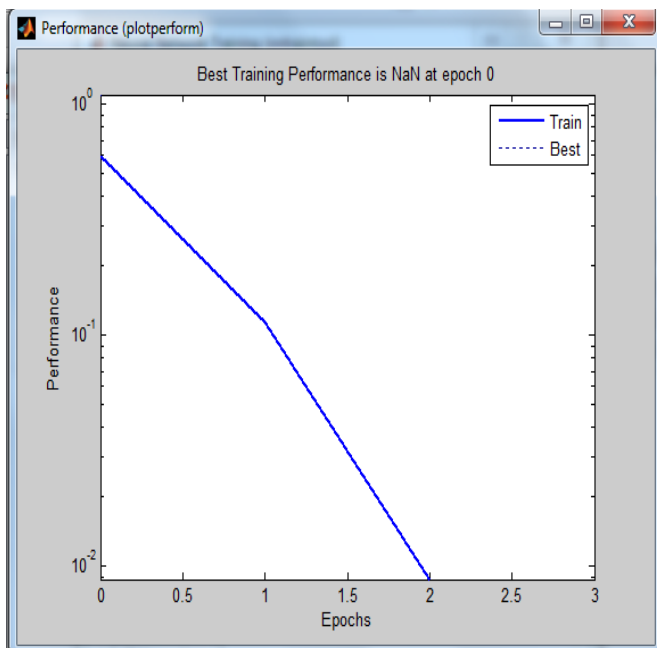 Performance (plotperform)
Best Training Performance is NaN at epoch 0
Train
Best
10^0
10^-1
10^-2
Performance
0 0.5 1 1.5 2 2.5 3
Epochs